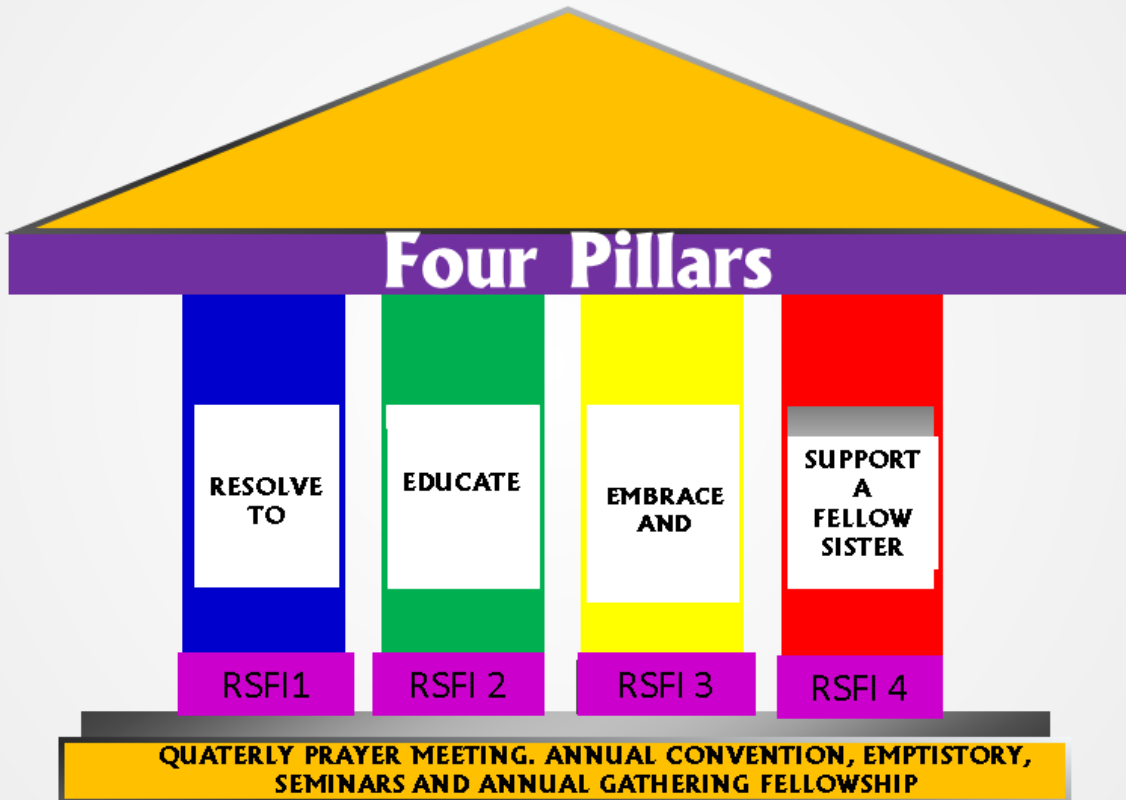 Four Pillars
RESOLVE
TO
EDUCATE
EMBRACE
AND
SUPPORT
A
FELLOW
SISTER
RSFI1
RSFI 2
RSFI 3
RSFI 4
QUATERLY PRAYER MEETING. ANNUAL CONVENTION, EMPTISTORY,
SEMINARS AND ANNUAL GATHERING FELLOWSHIP